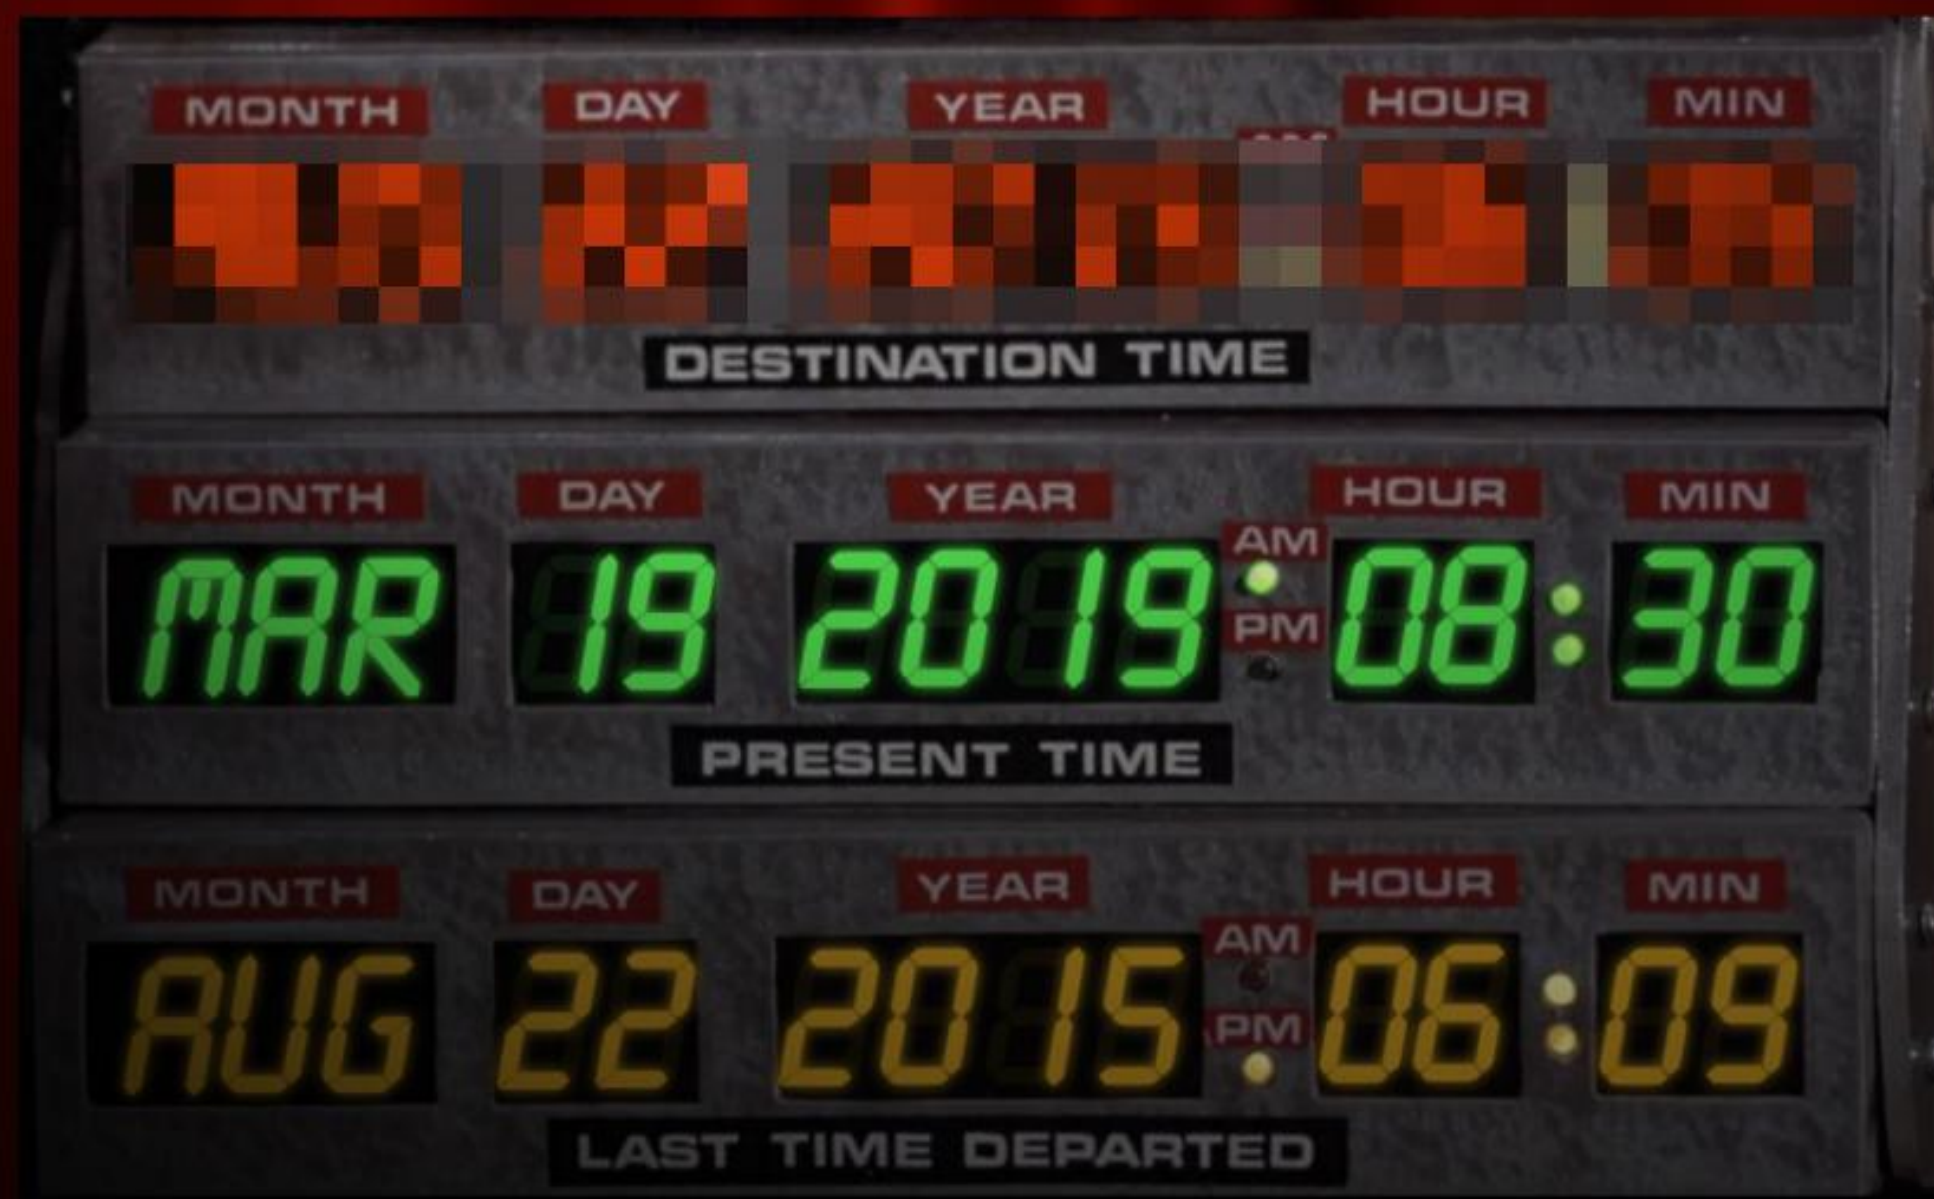 MONTH DAY YEAR HOUR MIN
DESTINATION TIME
MONTH DAY YEAR HOUR MIN
AM
MAR 19 2019 08:30
PM
PRESENT TIME
MONTH DAY YEAR HOUR MIN
AM
AUG 22 2015 06:09
PM
LAST TIME DEPARTED